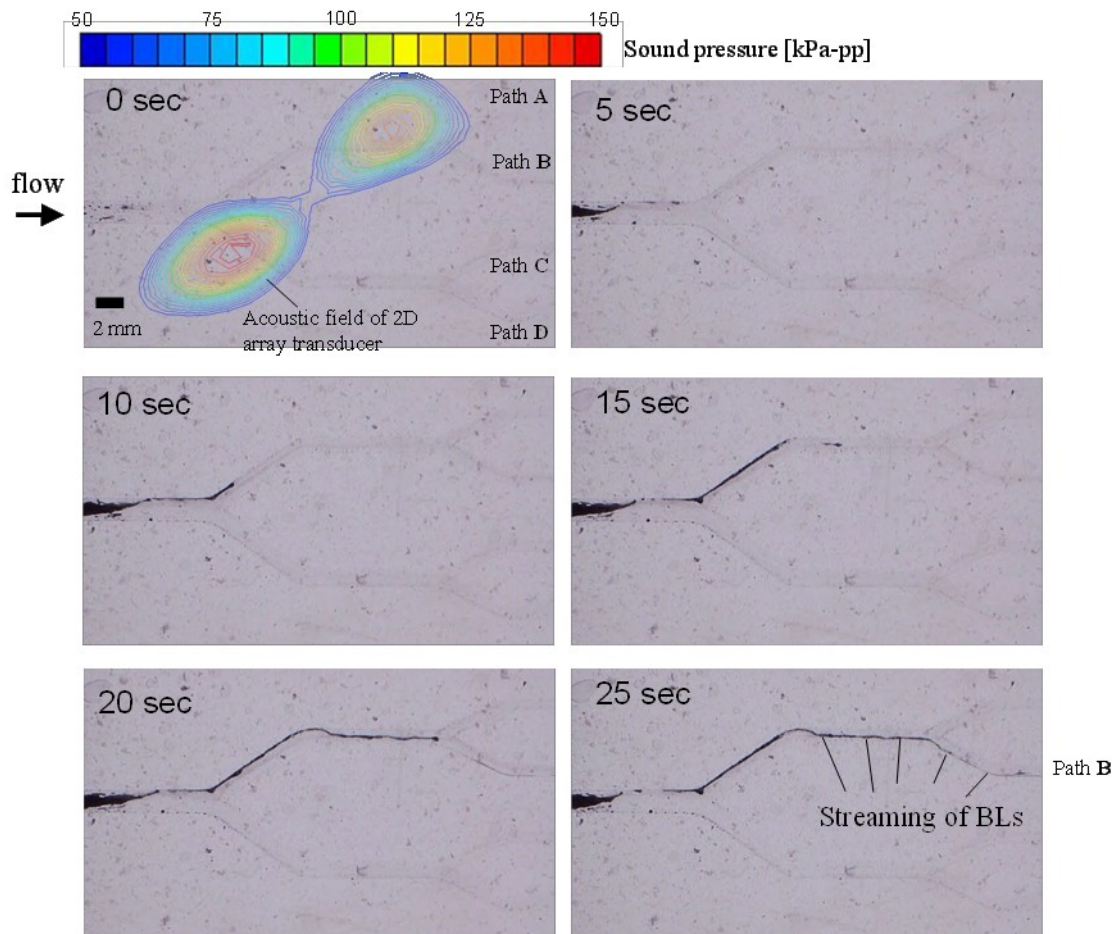 50 75 100 125 150
Sound pressure [kPa-pp]
0 sec
Path A
Path B
Path C
Path D
flow
2 mm
Acoustic field of 2D
array transducer
5 sec
10 sec
15 sec
20 sec
25 sec
Path B
Streaming of BLs